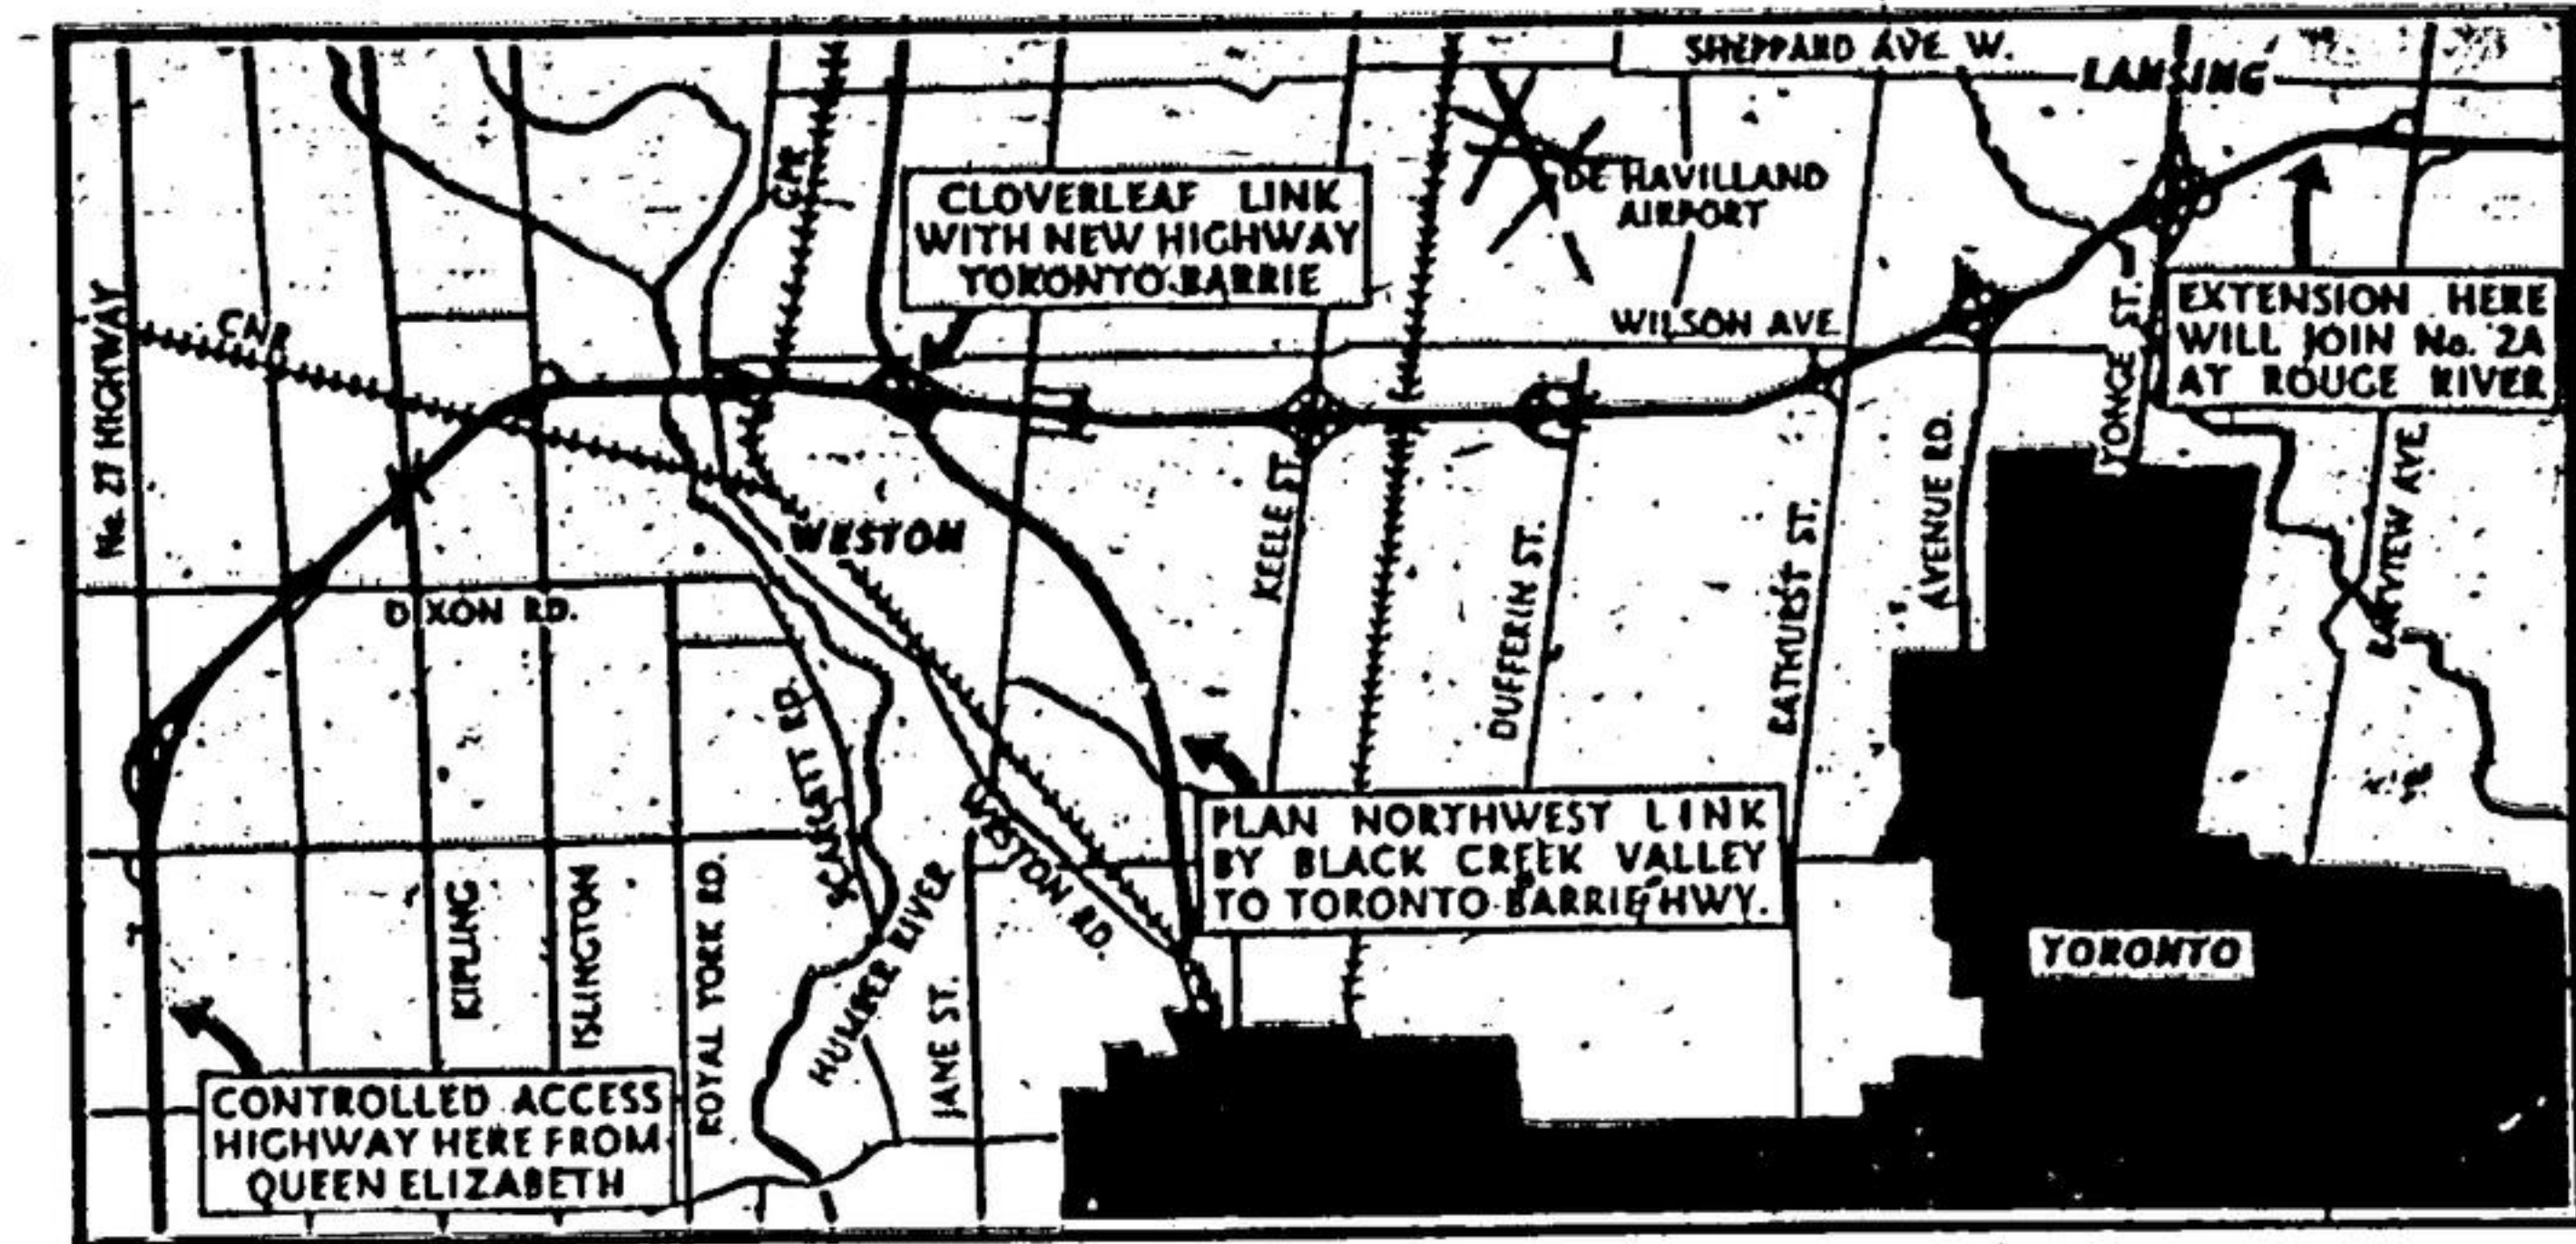 SHEPPARD AVE W.
LANSING
CPR
CLOVERLEAF LINK
WITH NEW HIGHWAY
TORONTO-BARRIE
DE HAVILLAND
AIRPORT
No. 27 HIGHWAY
CNR
WILSON AVE
YONGE ST.
EXTENSION HERE
WILL JOIN No. 2A
AT ROUGE RIVER
WESTON
KEELE ST.
DUFFERIN ST.
BATHURST ST.
AVENUE RD.
BAYVIEW AVE.
DIXON RD.
SCARLETT RD.
WESTON RD.
PLAN NORTHWEST LINK
BY BLACK CREEK VALLEY
TO TORONTO-BARRIE HWY.
KIPLING
ISLINGTON
ROYAL YORK RD.
HUMBER RIVER
JANE ST.
TORONTO
CONTROLLED ACCESS
HIGHWAY HERE FROM
QUEEN ELIZABETH